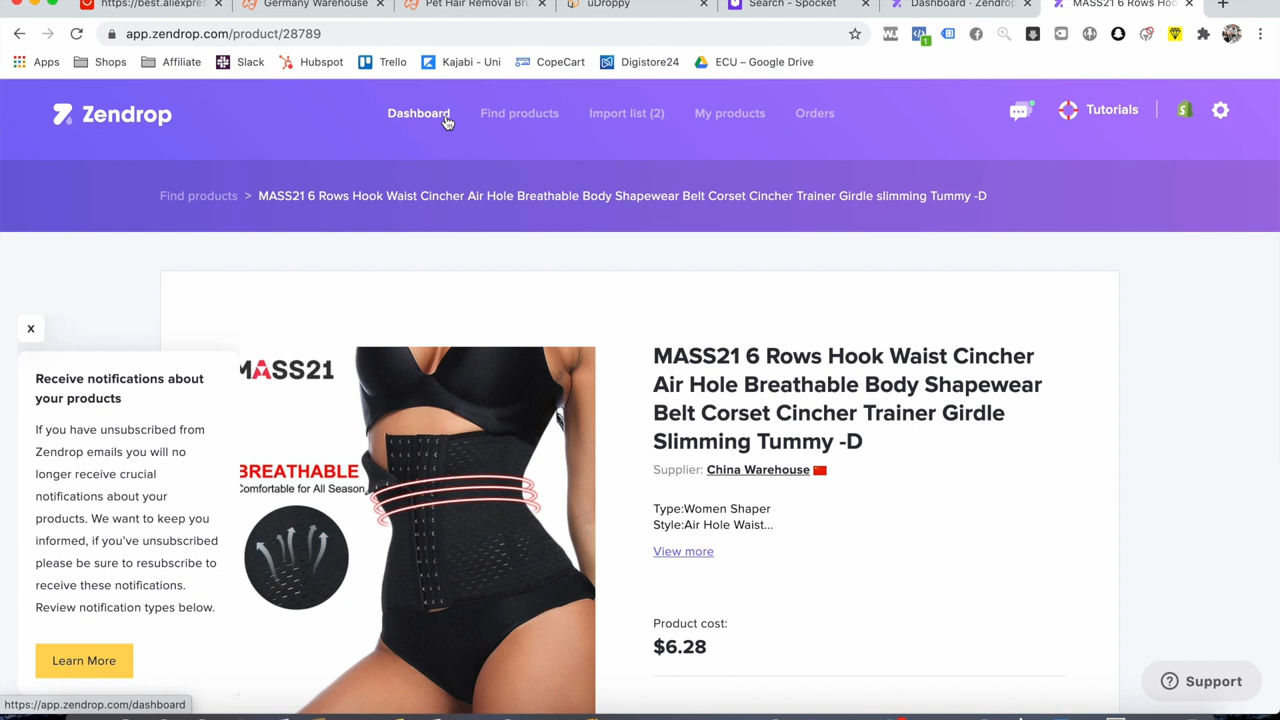 https://best.aliexpres
Germany Warehouse
Pet Hair Removal Bru
uDroppy
Search - Spocket
Dashboard · Zendrop
MASS21 6 Rows Hoo
app.zendrop.com/product/28789
Apps
Shops
Affiliate
Slack
Hubspot
Trello
Kajabi - Uni
CopeCart
Digistore24
ECU – Google Drive
Zendrop
Dashboard
Find products
Import list (2)
My products
Orders
Tutorials
Find products > MASS21 6 Rows Hook Waist Cincher Air Hole Breathable Body Shapewear Belt Corset Cincher Trainer Girdle slimming Tummy -D
x
Receive notifications about
your products
If you have unsubscribed from
Zendrop emails you will no
longer receive crucial
notifications about your
products. We want to keep you
informed, if you've unsubscribed
please be sure to resubscribe to
receive these notifications.
Review notification types below.
Learn More
MASS21
BREATHABLE
Comfortable for All Season
MASS21 6 Rows Hook Waist Cincher
Air Hole Breathable Body Shapewear
Belt Corset Cincher Trainer Girdle
Slimming Tummy -D
Supplier: China Warehouse
Type:Women Shaper
Style:Air Hole Waist...
View more
Product cost:
$6.28
Support
https://app.zendrop.com/dashboard